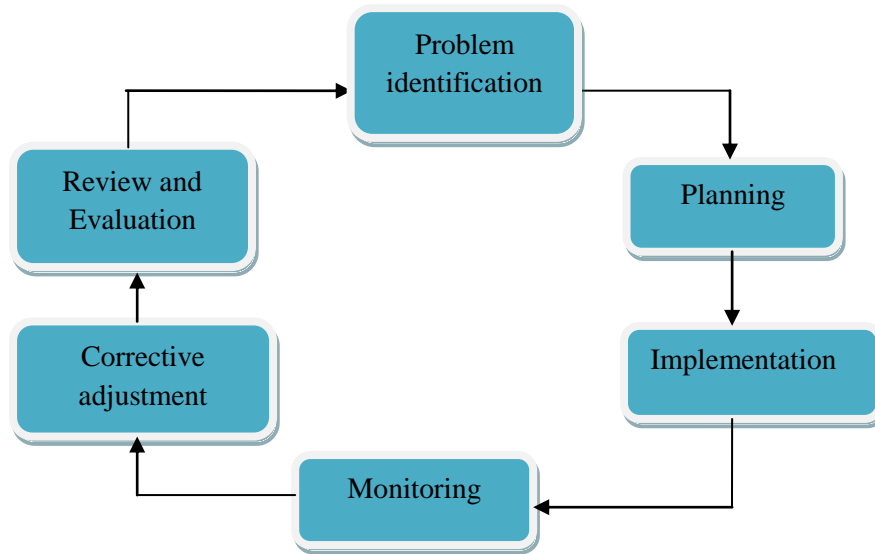 Problem
identification
Planning
Implementation
Monitoring
Corrective
adjustment
Review and
Evaluation